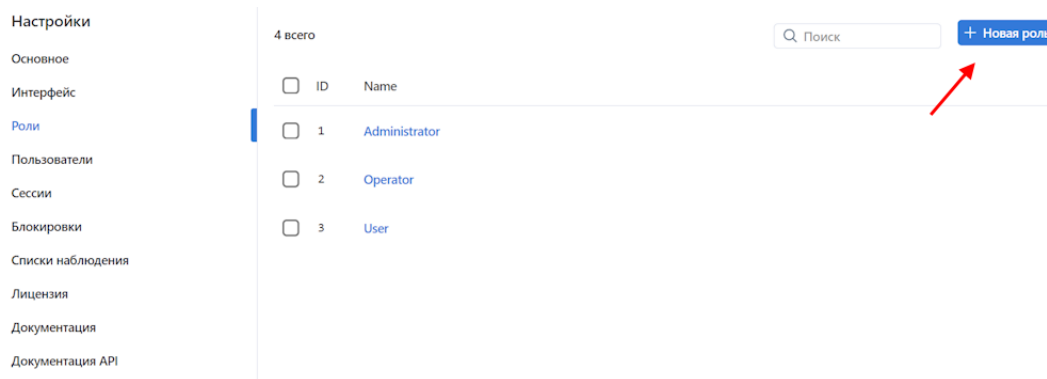 Настройки
Основное
Интерфейс
Роли
Пользователи
Сессии
Блокировки
Списки наблюдения
Лицензия
Документация
Документация API
4 всего
Поиск
+ Новая роль
ID Name
1 Administrator
2 Operator
3 User